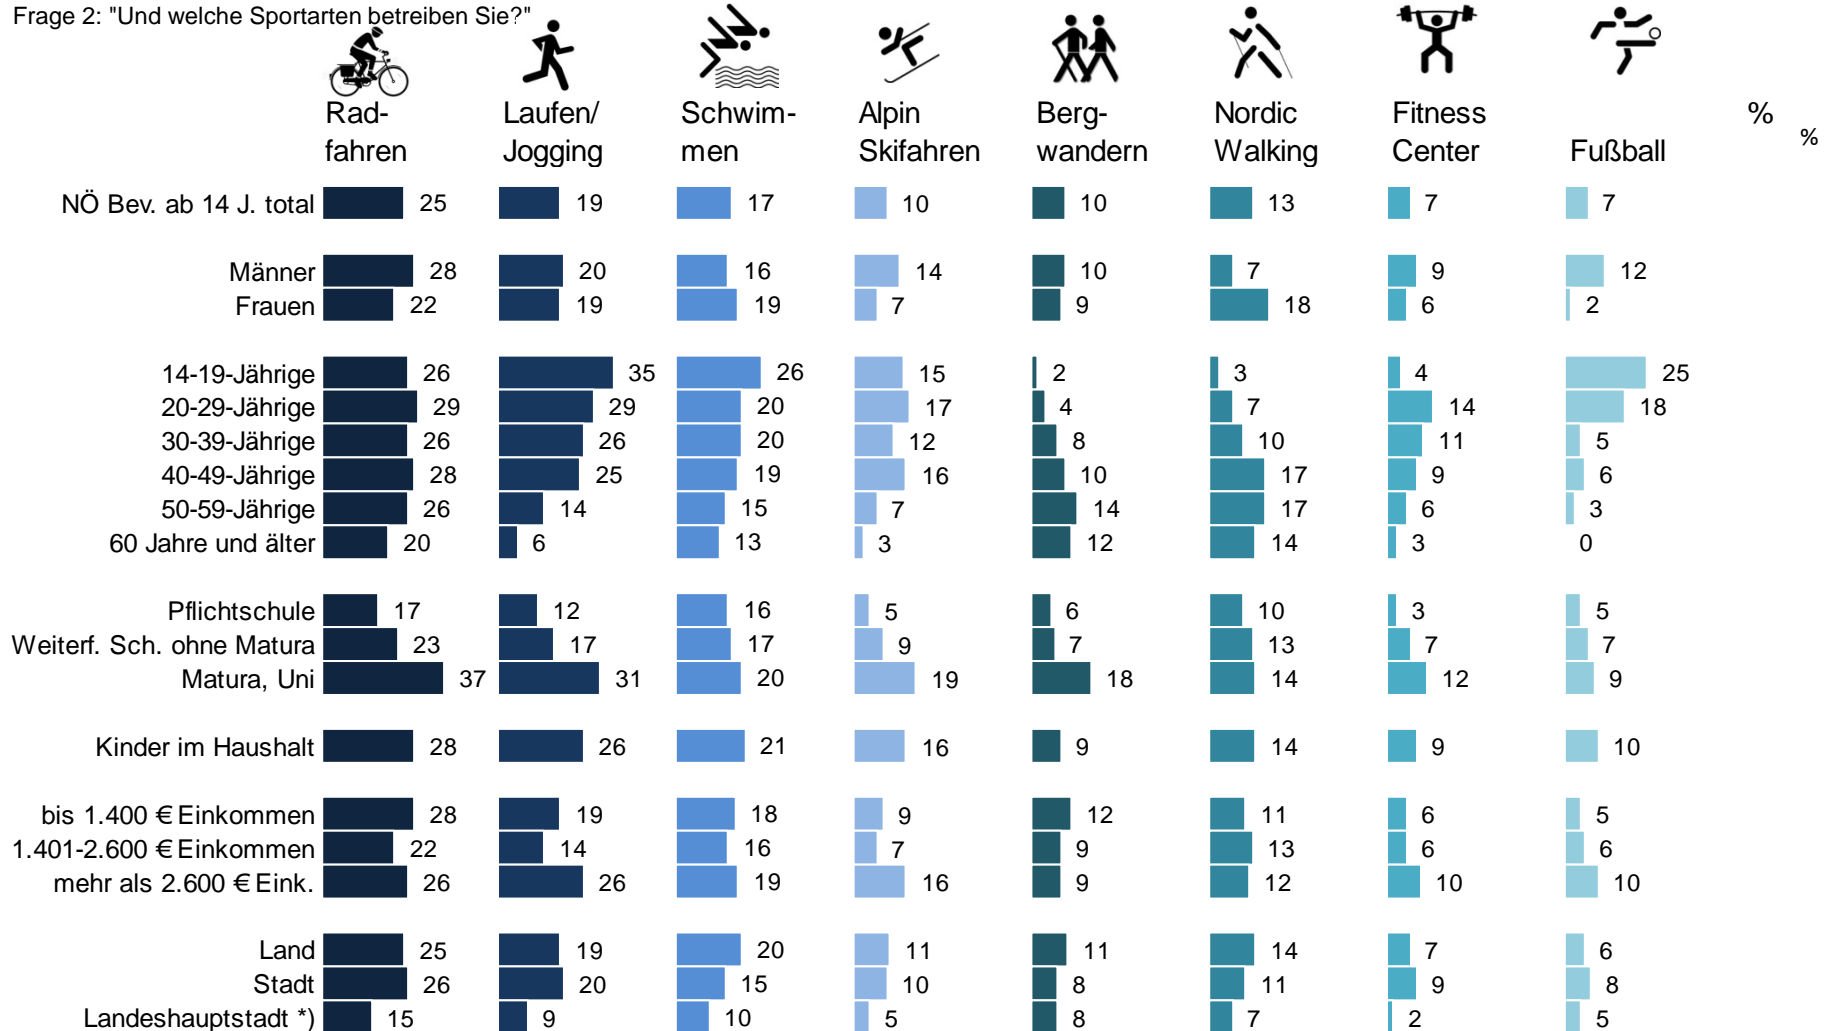 Frage 2: "Und welche Sportarten betreiben Sie?"
Rad- Laufen/ Schwim- Alpin Berg- Nordic Fitness %
fahren Jogging men Skifahren wandern Walking Center Fußball %
NÖ Bev. ab 14 J. total 25 19 17 10 10 13 7 7
Männer 28 20 16 14 10 7 9 12
Frauen 22 19 19 7 9 18 6 2
14-19-Jährige 26 35 26 15 2 3 4 25
20-29-Jährige 29 29 20 17 4 7 14 18
30-39-Jährige 26 26 20 12 8 10 11 5
40-49-Jährige 28 25 19 16 10 17 9 6
50-59-Jährige 26 14 15 7 14 17 6 3
60 Jahre und älter 20 6 13 3 12 14 3 0
Pflichtschule 17 12 16 5 6 10 3 5
Weiterf. Sch. ohne Matura 23 17 17 9 7 13 7 7
Matura, Uni 37 31 20 19 18 14 12 9
Kinder im Haushalt 28 26 21 16 9 14 9 10
bis 1.400 € Einkommen 28 19 18 9 12 11 6 5
1.401-2.600 € Einkommen 22 14 16 7 9 13 6 6
mehr als 2.600 € Eink. 26 26 19 16 9 12 10 10
Land 25 19 20 11 11 14 7 6
Stadt 26 20 15 10 8 11 9 8
Landeshauptstadt *) 15 9 10 5 8 7 2 5